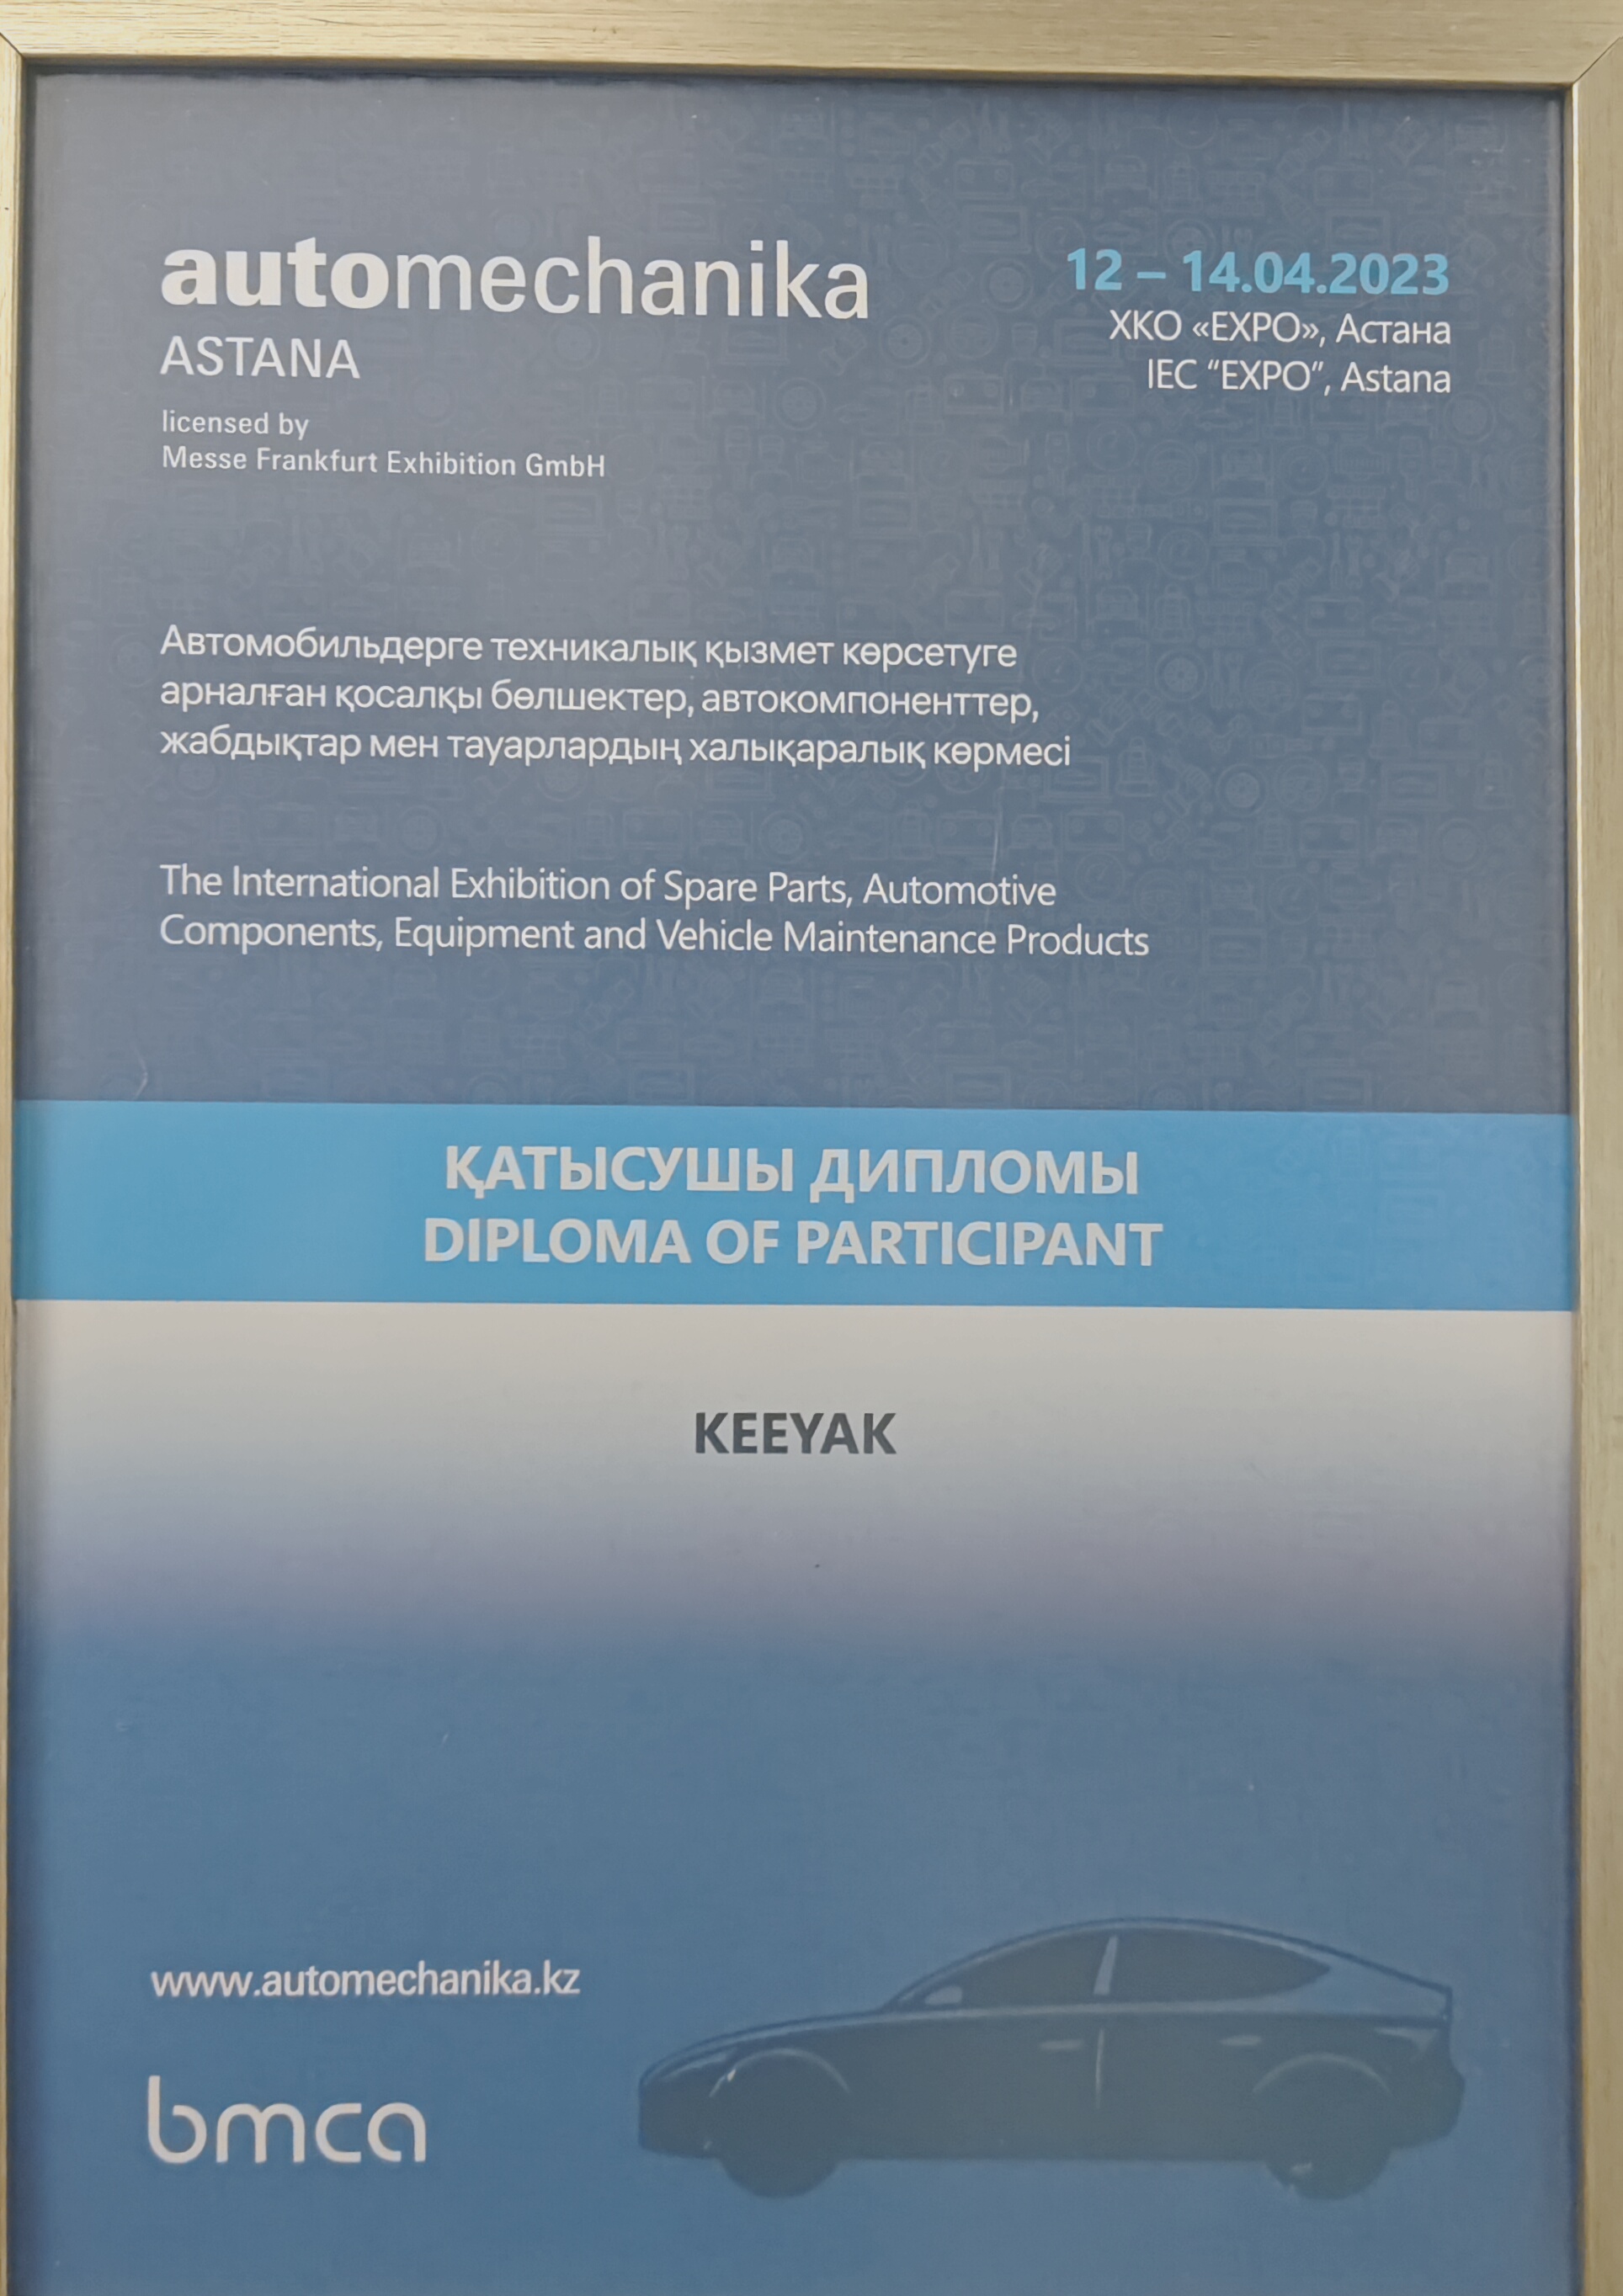 automechanika
ASTANA
licensed by
Messe Frankfurt Exhibition GmbH
12 – 14.04.2023
ХКО «EXPO», Астана
IEC “EXPO”, Astana
Автомобильдерге техникалық қызмет көрсетуге
арналған қосалқы бөлшектер, автокомпоненттер,
жабдықтар мен тауарлардың халықаралық көрмесі
The International Exhibition of Spare Parts, Automotive
Components, Equipment and Vehicle Maintenance Products
ҚАТЫСУШЫ ДИПЛОМЫ
DIPLOMA OF PARTICIPANT
KEEYAK
www.automechanika.kz
bmca